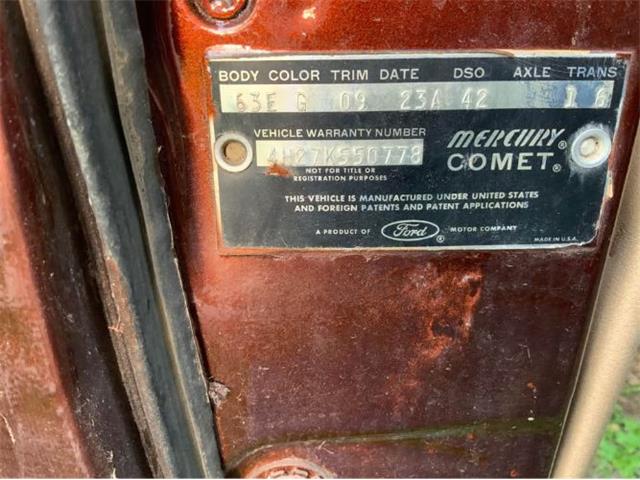 BODY COLOR TRIM DATE DSO AXLE TRANS
63E G 09 23A 42 1 6
VEHICLE WARRANTY NUMBER
4H27K550778
NOT FOR TITLE OR
REGISTRATION PURPOSES
MERCURY®
COMET®
THIS VEHICLE IS MANUFACTURED UNDER UNITED STATES
AND FOREIGN PATENTS AND PATENT APPLICATIONS
A PRODUCT OF Ford® MOTOR COMPANY
MADE IN U.S.A.